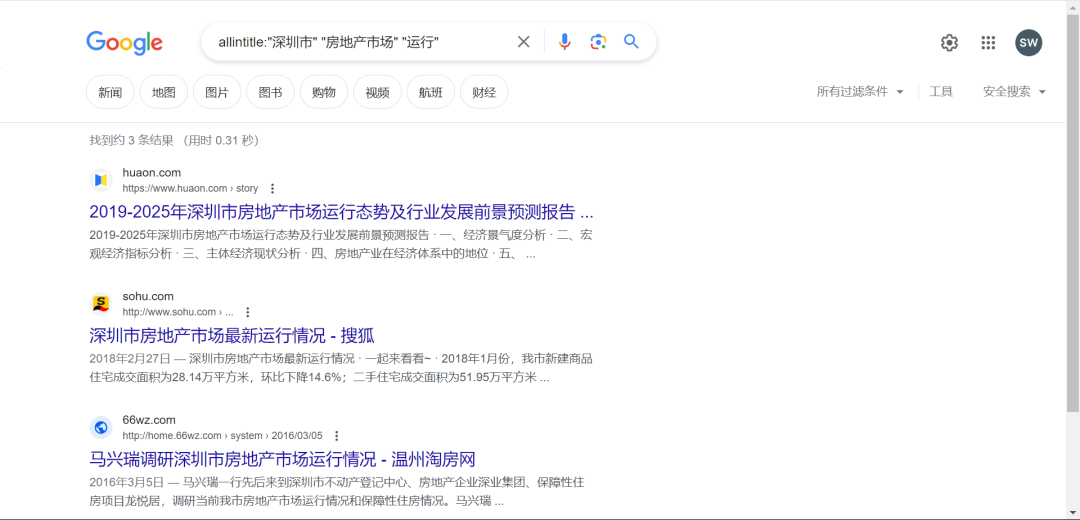 Google
allintitle:"深圳市" "房地产市场" "运行"
SW
新闻
地图
图片
图书
购物
视频
航班
财经
所有过滤条件
工具
安全搜索
找到约 3 条结果 （用时 0.31 秒）
huaon.com
https://www.huaon.com › story
2019-2025年深圳市房地产市场运行态势及行业发展前景预测报告 ...
2019-2025年深圳市房地产市场运行态势及行业发展前景预测报告 · 一、经济景气度分析 · 二、宏
观经济指标分析 · 三、主体经济现状分析 · 四、房地产业在经济体系中的地位 · 五、 ...
sohu.com
http://www.sohu.com › ...
深圳市房地产市场最新运行情况 - 搜狐
2018年2月27日 — 深圳市房地产市场最新运行情况 · 一起来看看~ · 2018年1月份，我市新建商品
住宅成交面积为28.14万平方米，环比下降14.6%；二手住宅成交面积为51.95万平方米 ...
66wz.com
http://home.66wz.com › system › 2016/03/05
马兴瑞调研深圳市房地产市场运行情况 - 温州淘房网
2016年3月5日 — 马兴瑞一行先后来到深圳市不动产登记中心、房地产企业深业集团、保障性住
房项目龙悦居，调研当前我市房地产市场运行情况和保障性住房情况。马兴瑞 ...